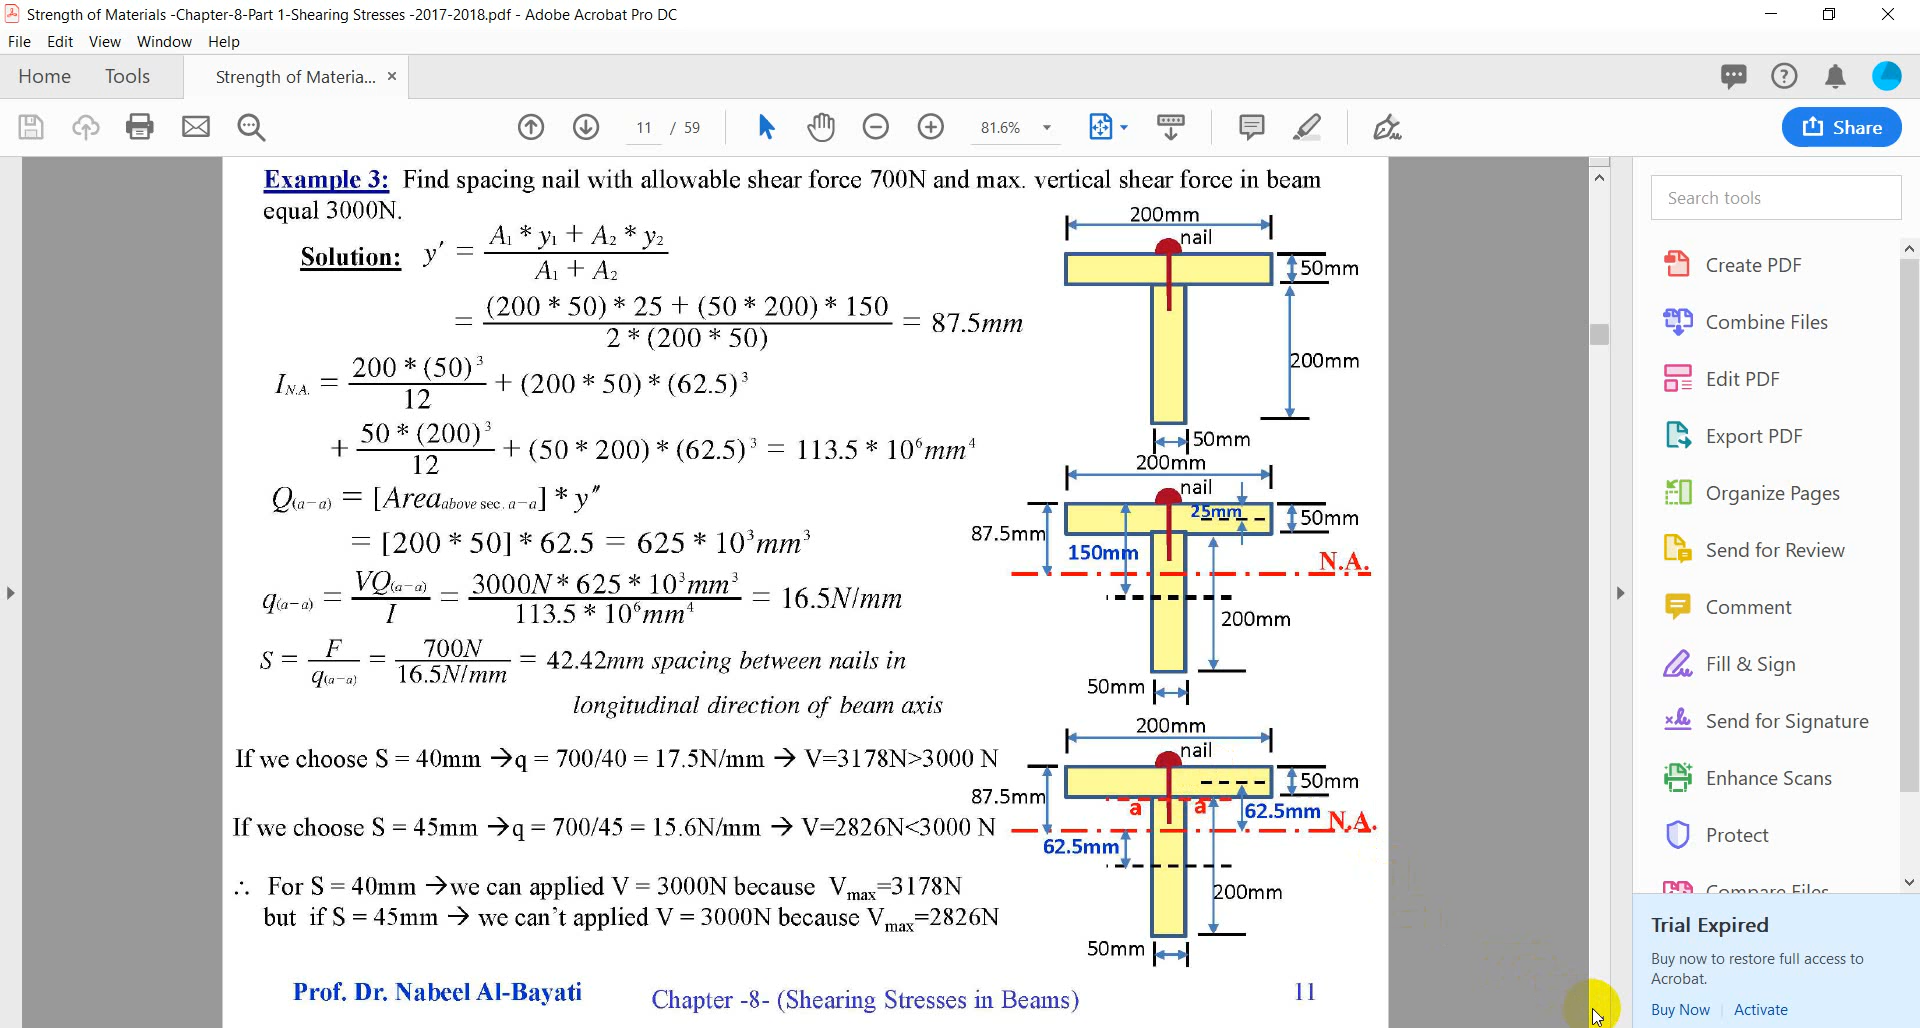 Strength of Materials -Chapter-8-Part 1-Shearing Stresses -2017-2018.pdf - Adobe Acrobat Pro DC
File Edit View Window Help
Home Tools Strength of Materia... ×
11 / 59 81.6% Share
Example 3: Find spacing nail with allowable shear force 700N and max. vertical shear force in beam
equal 3000N.
Solution: y' = (A₁ * y₁ + A₂ * y₂) / (A₁ + A₂)
= ((200 * 50) * 25 + (50 * 200) * 150) / (2 * (200 * 50)) = 87.5mm
I_N.A. = 200 * (50)³ / 12 + (200 * 50) * (62.5)³
+ 50 * (200)³ / 12 + (50 * 200) * (62.5)³ = 113.5 * 10⁶mm⁴
Q(a-a) = [Area above sec. a-a] * y″
= [200 * 50] * 62.5 = 625 * 10³mm³
q(a-a) = VQ(a-a) / I = 3000N * 625 * 10³mm³ / 113.5 * 10⁶mm⁴ = 16.5N/mm
S = F / q(a-a) = 700N / 16.5N/mm = 42.42mm spacing between nails in
longitudinal direction of beam axis
If we choose S = 40mm →q = 700/40 = 17.5N/mm → V=3178N>3000 N
If we choose S = 45mm →q = 700/45 = 15.6N/mm → V=2826N<3000 N
∴ For S = 40mm →we can applied V = 3000N because Vmax=3178N
but if S = 45mm → we can't applied V = 3000N because Vmax=2826N
200mm
nail
50mm
200mm
50mm
200mm
nail
25mm
50mm
87.5mm
150mm
N.A.
200mm
50mm
200mm
nail
50mm
87.5mm
a a
62.5mm
N.A.
62.5mm
200mm
50mm
Prof. Dr. Nabeel Al-Bayati Chapter -8- (Shearing Stresses in Beams) 11
Search tools
Create PDF
Combine Files
Edit PDF
Export PDF
Organize Pages
Send for Review
Comment
Fill & Sign
Send for Signature
Enhance Scans
Protect
Compare Files
Trial Expired
Buy now to restore full access to
Acrobat.
Buy Now Activate